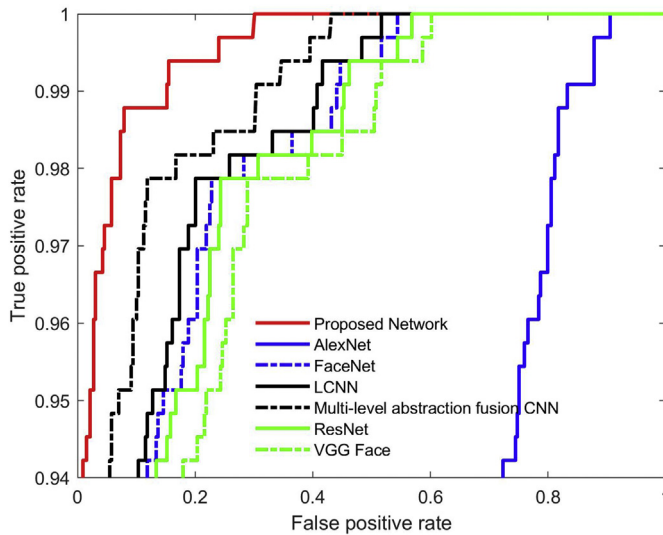 1
0.99
0.98
0.97
0.96
0.95
0.94
True positive rate
Proposed Network
AlexNet
FaceNet
LCNN
Multi-level abstraction fusion CNN
ResNet
VGG Face
0 0.2 0.4 0.6 0.8 1
False positive rate